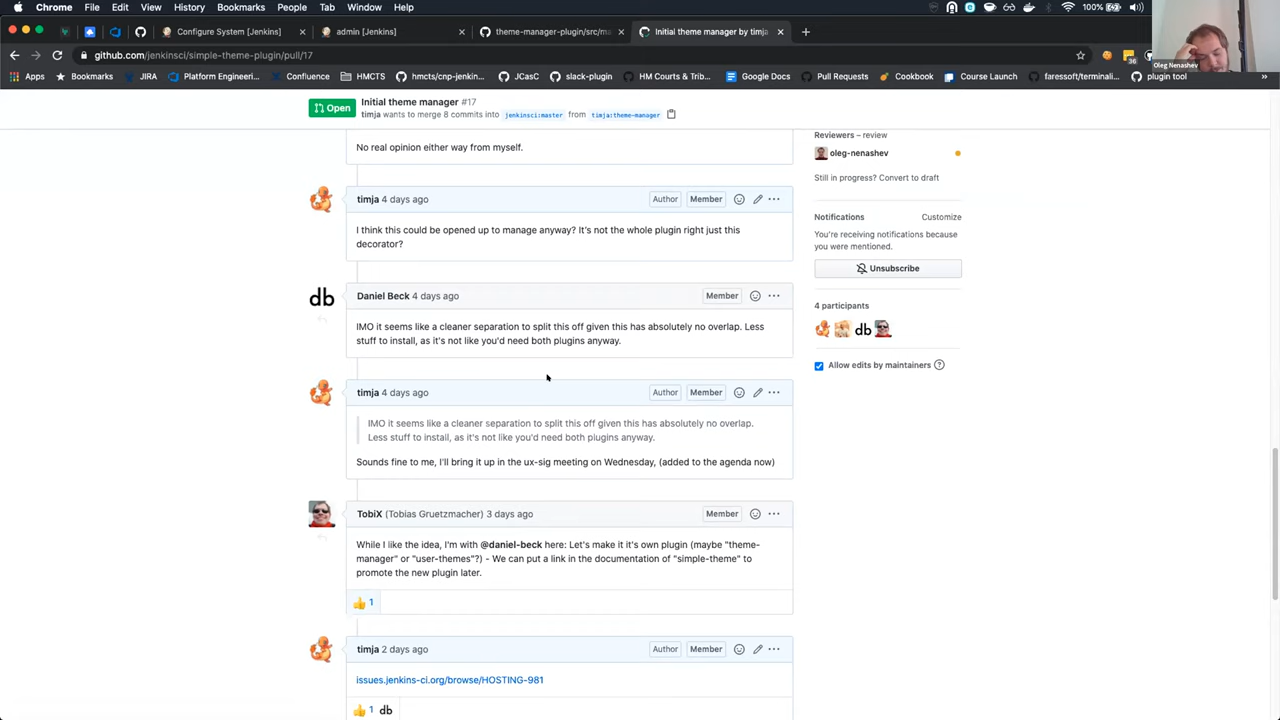 Chrome File Edit View History Bookmarks People Tab Window Help 100%
Configure System [Jenkins] admin [Jenkins] theme-manager-plugin/src/ma Initial theme manager by timja
github.com/jenkinsci/simple-theme-plugin/pull/17
Apps Bookmarks JIRA Platform Engineeri... Confluence HMCTS hmcts/cnp JCasC slack-plugin HM Courts & Trib... Google Docs Pull Requests Cookbook Course Launch faressoft/terminali... plugin tool »
Oleg Nenashev
Open
Initial theme manager #17
timja wants to merge 8 commits into jenkinsci:master from timja:theme-manager
No real opinion either way from myself.
timja 4 days ago Author Member ...
I think this could be opened up to manage anyway? It's not the whole plugin right just this
decorator?
db Daniel Beck 4 days ago Member ...
IMO it seems like a cleaner separation to split this off given this has absolutely no overlap. Less
stuff to install, as it's not like you'd need both plugins anyway.
timja 4 days ago Author Member ...
IMO it seems like a cleaner separation to split this off given this has absolutely no overlap.
Less stuff to install, as it's not like you'd need both plugins anyway.
Sounds fine to me, I'll bring it up in the ux-sig meeting on Wednesday, (added to the agenda now)
TobiX (Tobias Gruetzmacher) 3 days ago Member ...
While I like the idea, I'm with @daniel-beck here: Let's make it it's own plugin (maybe "theme-
manager" or "user-themes"?) - We can put a link in the documentation of "simple-theme" to
promote the new plugin later.
1
timja 2 days ago Author Member ...
issues.jenkins-ci.org/browse/HOSTING-981
1 db
Reviewers – review
oleg-nenashev
Still in progress? Convert to draft
Notifications Customize
You're receiving notifications because
you were mentioned.
Unsubscribe
4 participants
db
Allow edits by maintainers